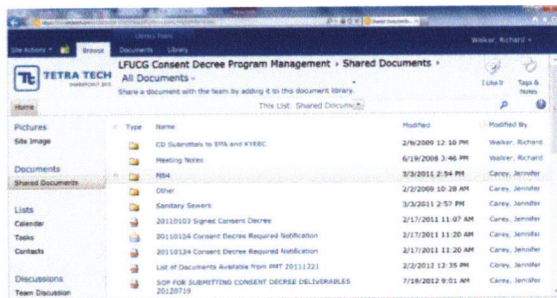 Shared Documents...
Library Tools
Site Actions
Browse
Documents
Library
Walker, Richard
TETRA TECH
LFUCG Consent Decree Program Management › Shared Documents ›
All Documents
Share a document with the team by adding it to this document library.
I Like It
Tags & Notes
Home
This List: Shared Docum
Pictures
Site Image
Documents
Shared Documents
Lists
Calendar
Tasks
Contacts
Discussions
Team Discussion
Type Name Modified Modified By
CD Submittals to EPA and KYEEC 2/9/2009 12:10 PM Walker, Richard
Meeting Notes 6/19/2008 3:46 PM Walker, Richard
MS4 3/3/2011 2:54 PM Carey, Jennifer
Other 2/2/2009 10:28 AM Carey, Jennifer
Sanitary Sewers 3/3/2011 2:57 PM Carey, Jennifer
20110103 Signed Consent Decree 2/17/2011 11:07 AM Carey, Jennifer
20110124 Consent Decree Required Notification 2/17/2011 11:20 AM Carey, Jennifer
20110124 Consent Decree Required Notification 2/17/2011 11:20 AM Carey, Jennifer
List of Documents Available from PMT 20111221 2/2/2012 12:35 PM Carey, Jennifer
SOP FOR SUBMITTING CONSENT DECREE DELIVERABLES 7/18/2012 9:01 AM Carey, Jennifer
20120719